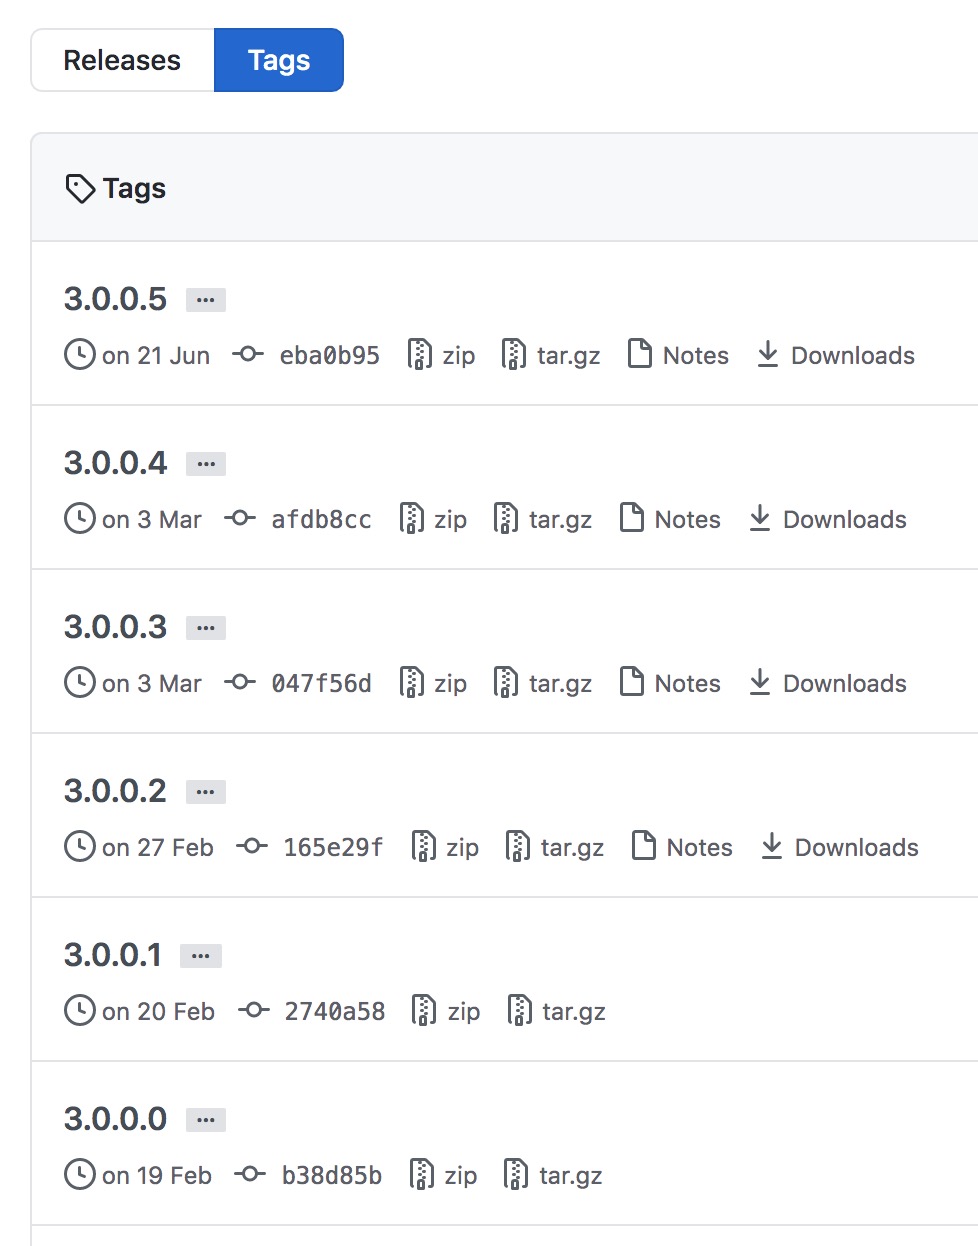 Releases Tags
Tags
3.0.0.5 ...
on 21 Jun eba0b95 zip tar.gz Notes Downloads
3.0.0.4 ...
on 3 Mar afdb8cc zip tar.gz Notes Downloads
3.0.0.3 ...
on 3 Mar 047f56d zip tar.gz Notes Downloads
3.0.0.2 ...
on 27 Feb 165e29f zip tar.gz Notes Downloads
3.0.0.1 ...
on 20 Feb 2740a58 zip tar.gz
3.0.0.0 ...
on 19 Feb b38d85b zip tar.gz